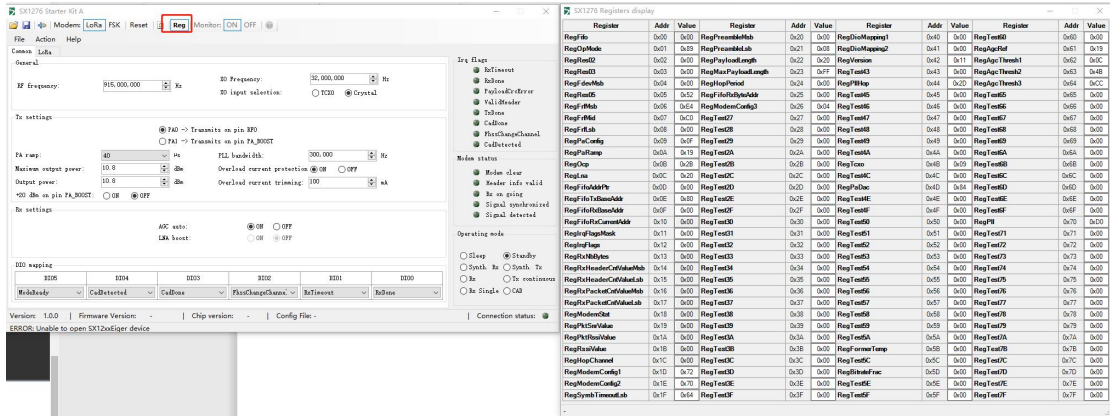 SX1276 Starter Kit A
Modem: LoRa FSK Reset Reg Monitor: ON OFF
File Action Help
Common LoRa
General
RF frequency: 915,000,000 Hz
XO Frequency: 32,000,000 Hz
XO input selection: TCXO Crystal
Tx settings
PA0 -> Transmits on pin RFO
PA1 -> Transmits on pin PA_BOOST
PA ramp: 40 µs PLL bandwidth: 300,000 Hz
Maximum output power: 10.8 dBm Overload current protection ON OFF
Output power: 10.8 dBm Overload current trimming: 100 mA
+20 dBm on pin PA_BOOST: ON OFF
Rx settings
AGC auto: ON OFF
LNA boost: ON OFF
DIO mapping
DIO5 DIO4 DIO3 DIO2 DIO1 DIO0
ModeReady CadDetected CadDone FhssChangeChannel RxTimeout RxDone
Irq flags
RxTimeout
RxDone
PayloadCrcError
ValidHeader
TxDone
CadDone
FhssChangeChannel
CadDetected
Modem status
Modem clear
Header info valid
Rx on going
Signal synchronized
Signal detected
Operating mode
Sleep Standby
Synth Rx Synth Tx
Rx Tx continuous
Rx Single CAD
Version: 1.0.0 | Firmware Version: - | Chip version: - | Config File: - | Connection status:
ERROR: Unable to open SX12xxEiger device
SX1276 Registers display
Register Addr Value Register Addr Value Register Addr Value Register Addr Value
RegFifo 0x00 0x00 RegPreambleMsb 0x20 0x00 RegDioMapping1 0x40 0x00 RegTest60 0x60 0x00
RegOpMode 0x01 0x89 RegPreambleLsb 0x21 0x08 RegDioMapping2 0x41 0x00 RegAgcRef 0x61 0x19
RegRes02 0x02 0x00 RegPayloadLength 0x22 0x20 RegVersion 0x42 0x11 RegAgcThresh1 0x62 0x0C
RegRes03 0x03 0x00 RegMaxPayloadLength 0x23 0xFF RegTest43 0x43 0x00 RegAgcThresh2 0x63 0x4B
RegFdevMsb 0x04 0x00 RegHopPeriod 0x24 0x00 RegPllHop 0x44 0x2D RegAgcThresh3 0x64 0xCC
RegRes05 0x05 0x52 RegFifoRxByteAddr 0x25 0x00 RegTest45 0x45 0x00 RegTest65 0x65 0x00
RegFrfMsb 0x06 0xE4 RegModemConfig3 0x26 0x04 RegTest46 0x46 0x00 RegTest66 0x66 0x00
RegFrfMid 0x07 0xC0 RegTest27 0x27 0x00 RegTest47 0x47 0x00 RegTest67 0x67 0x00
RegFrfLsb 0x08 0x00 RegTest28 0x28 0x00 RegTest48 0x48 0x00 RegTest68 0x68 0x00
RegPaConfig 0x09 0x0F RegTest29 0x29 0x00 RegTest49 0x49 0x00 RegTest69 0x69 0x00
RegPaRamp 0x0A 0x19 RegTest2A 0x2A 0x00 RegTest4A 0x4A 0x00 RegTest6A 0x6A 0x00
RegOcp 0x0B 0x2B RegTest2B 0x2B 0x00 RegTcxo 0x4B 0x09 RegTest6B 0x6B 0x00
RegLna 0x0C 0x20 RegTest2C 0x2C 0x00 RegTest4C 0x4C 0x00 RegTest6C 0x6C 0x00
RegFifoAddrPtr 0x0D 0x00 RegTest2D 0x2D 0x00 RegPaDac 0x4D 0x84 RegTest6D 0x6D 0x00
RegFifoTxBaseAddr 0x0E 0x80 RegTest2E 0x2E 0x00 RegTest4E 0x4E 0x00 RegTest6E 0x6E 0x00
RegFifoRxBaseAddr 0x0F 0x00 RegTest2F 0x2F 0x00 RegTest4F 0x4F 0x00 RegTest6F 0x6F 0x00
RegFifoRxCurrentAddr 0x10 0x00 RegTest30 0x30 0x00 RegTest50 0x50 0x00 RegPll 0x70 0xD0
RegIrqFlagsMask 0x11 0x00 RegTest31 0x31 0x00 RegTest51 0x51 0x00 RegTest71 0x71 0x00
RegIrqFlags 0x12 0x00 RegTest32 0x32 0x00 RegTest52 0x52 0x00 RegTest72 0x72 0x00
RegRxNbBytes 0x13 0x00 RegTest33 0x33 0x00 RegTest53 0x53 0x00 RegTest73 0x73 0x00
RegRxHeaderCntValueMsb 0x14 0x00 RegTest34 0x34 0x00 RegTest54 0x54 0x00 RegTest74 0x74 0x00
RegRxHeaderCntValueLsb 0x15 0x00 RegTest35 0x35 0x00 RegTest55 0x55 0x00 RegTest75 0x75 0x00
RegRxPacketCntValueMsb 0x16 0x00 RegTest36 0x36 0x00 RegTest56 0x56 0x00 RegTest76 0x76 0x00
RegRxPacketCntValueLsb 0x17 0x00 RegTest37 0x37 0x00 RegTest57 0x57 0x00 RegTest77 0x77 0x00
RegModemStat 0x18 0x00 RegTest38 0x38 0x00 RegTest58 0x58 0x00 RegTest78 0x78 0x00
RegPktSnrValue 0x19 0x00 RegTest39 0x39 0x00 RegTest59 0x59 0x00 RegTest79 0x79 0x00
RegPktRssiValue 0x1A 0x00 RegTest3A 0x3A 0x00 RegTest5A 0x5A 0x00 RegTest7A 0x7A 0x00
RegRssiValue 0x1B 0x00 RegTest3B 0x3B 0x00 RegFormerTemp 0x5B 0x00 RegTest7B 0x7B 0x00
RegHopChannel 0x1C 0x00 RegTest3C 0x3C 0x00 RegTest5C 0x5C 0x00 RegTest7C 0x7C 0x00
RegModemConfig1 0x1D 0x72 RegTest3D 0x3D 0x00 RegBitrateFrac 0x5D 0x00 RegTest7D 0x7D 0x00
RegModemConfig2 0x1E 0x70 RegTest3E 0x3E 0x00 RegTest5E 0x5E 0x00 RegTest7E 0x7E 0x00
RegSymbTimeoutLsb 0x1F 0x64 RegTest3F 0x3F 0x00 RegTest5F 0x5F 0x00 RegTest7F 0x7F 0x00
-